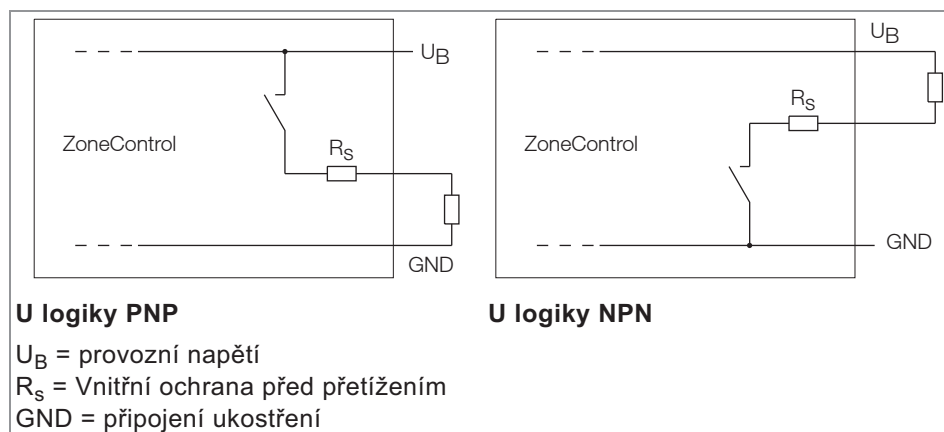 U_B
ZoneControl
R_s
GND
U logiky PNP
U_B
R_s
ZoneControl
GND
U logiky NPN
U_B = provozní napětí
R_s = Vnitřní ochrana před přetížením
GND = připojení ukostření